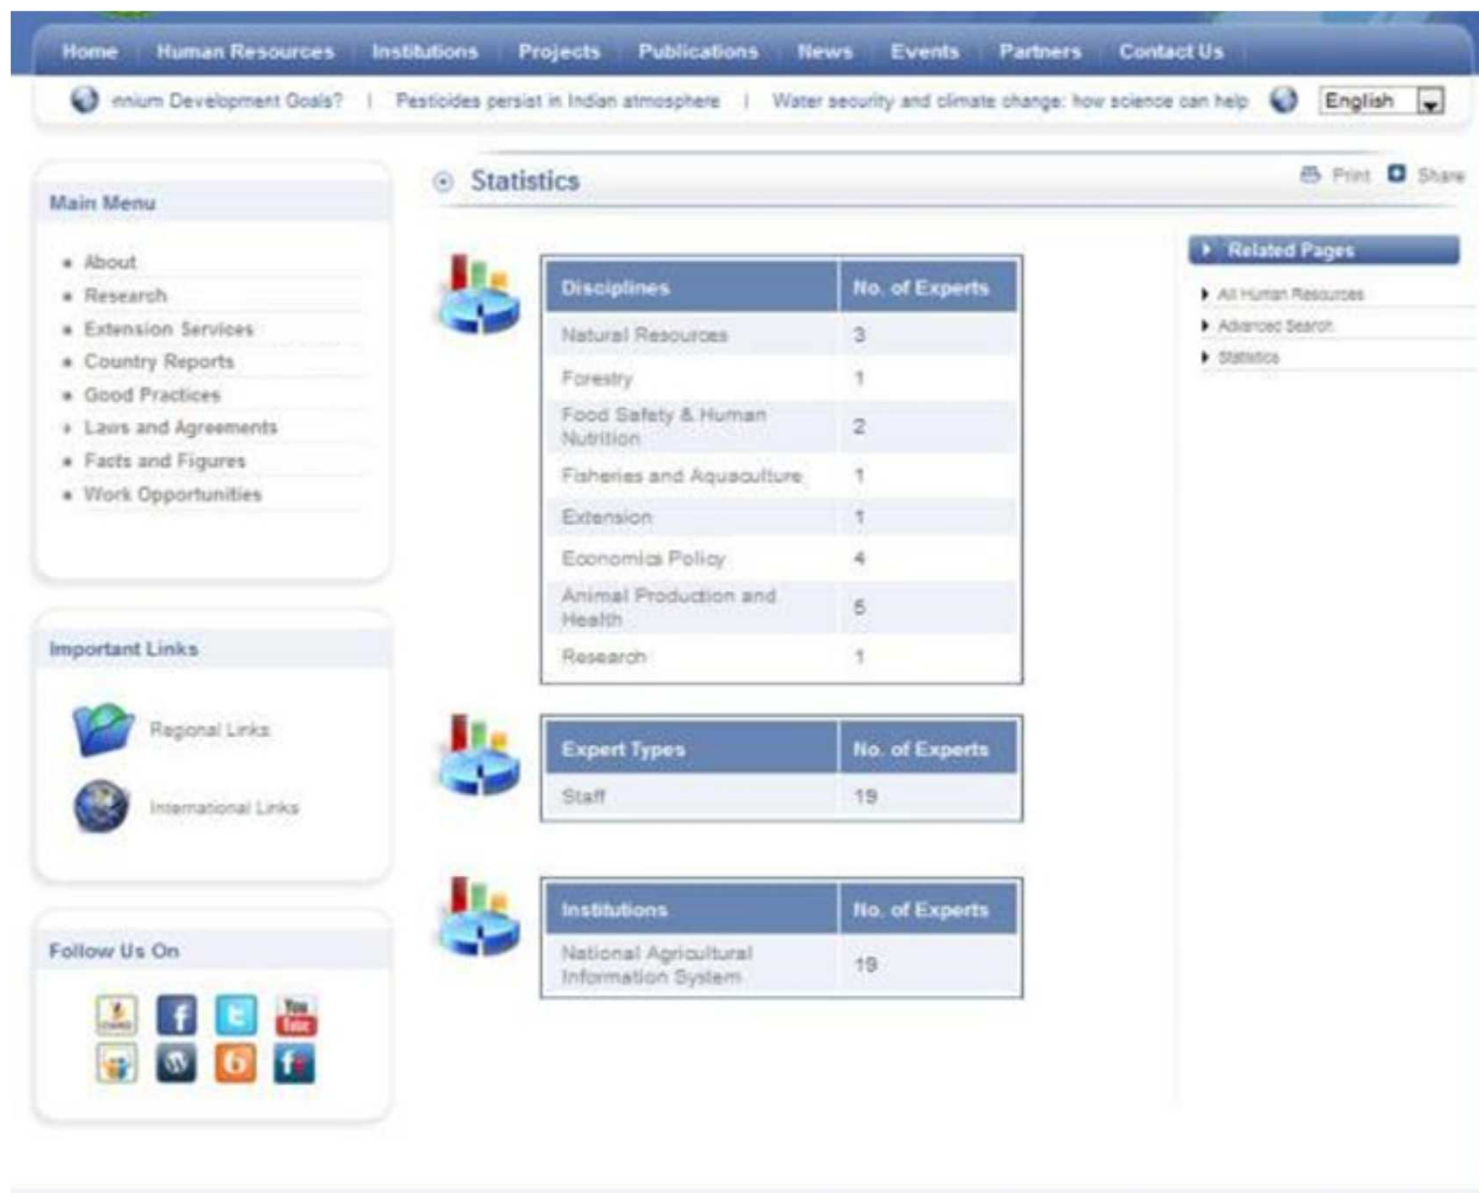 Home Human Resources Institutions Projects Publications News Events Partners Contact Us
nnium Development Goals? | Pesticides persist in Indian atmosphere | Water security and climate change: how science can help English
Main Menu
About
Research
Extension Services
Country Reports
Good Practices
Laws and Agreements
Facts and Figures
Work Opportunities
Important Links
Regional Links
International Links
Follow Us On
You
Tube
Statistics
Print Share
Disciplines No. of Experts
Natural Resources 3
Forestry 1
Food Safety & Human
Nutrition 2
Fisheries and Aquaculture 1
Extension 1
Economics Policy 4
Animal Production and
Health 5
Research 1
Expert Types No. of Experts
Staff 19
Institutions No. of Experts
National Agricultural
Information System 19
Related Pages
All Human Resources
Advanced Search
Statistics